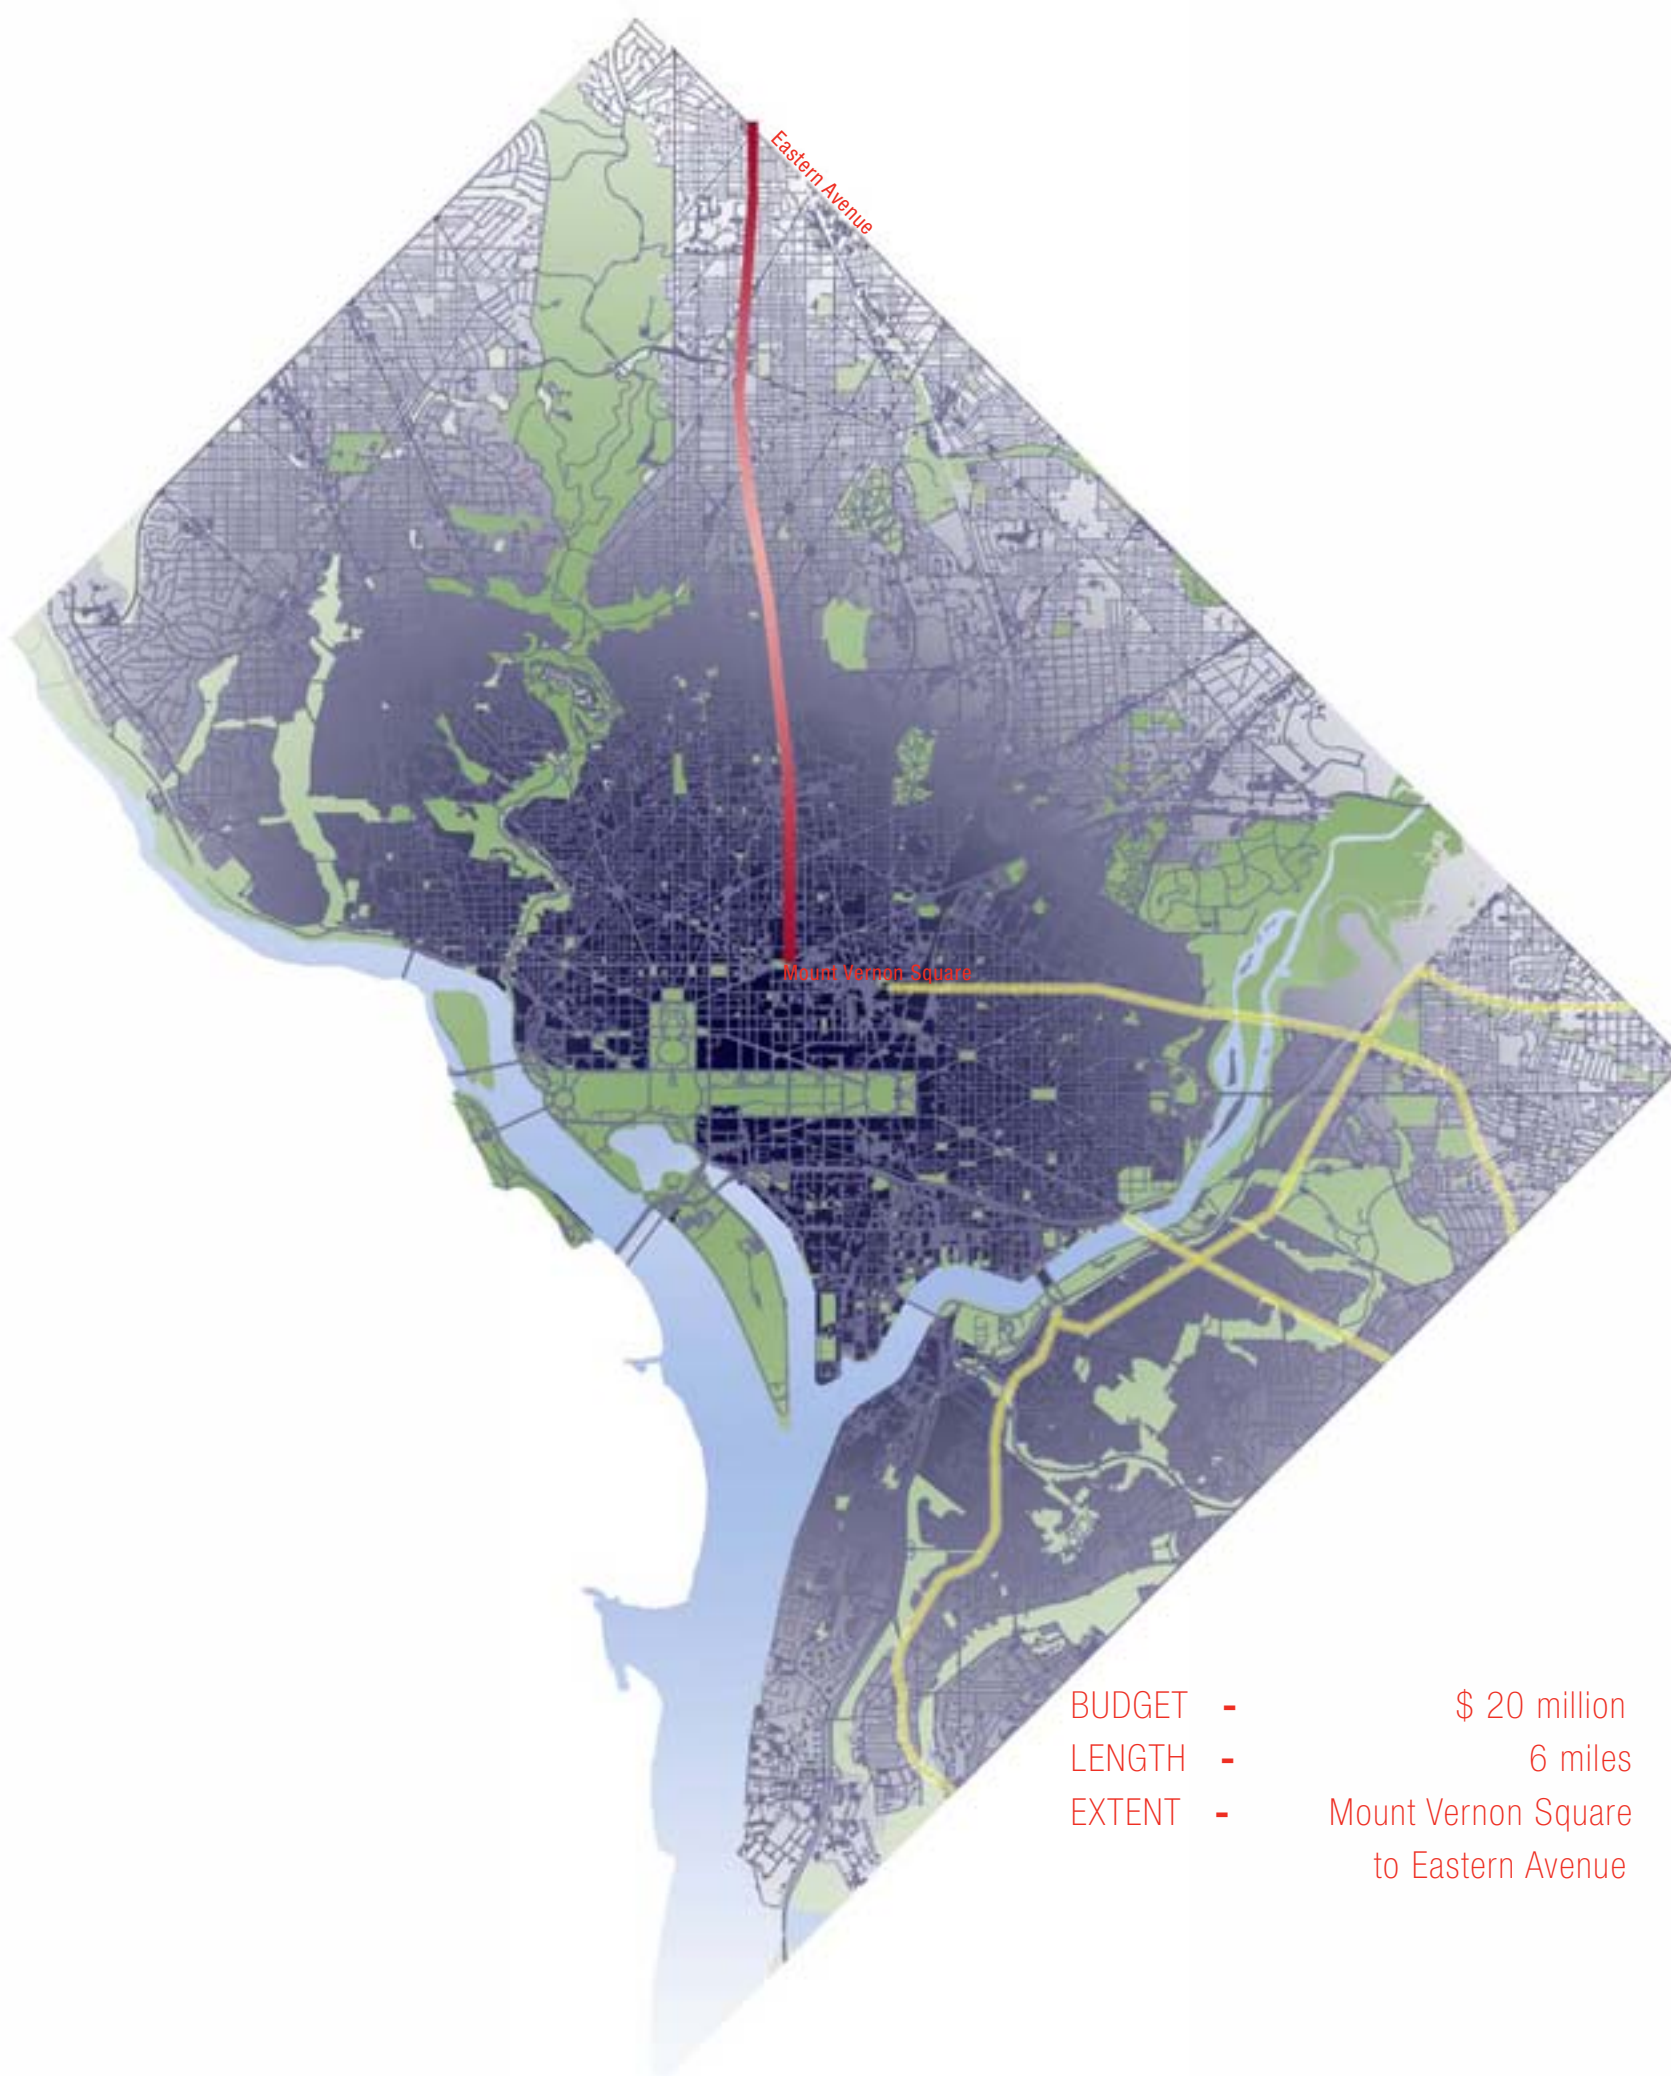 Eastern Avenue
Mount Vernon Square
BUDGET - $ 20 million
LENGTH - 6 miles
EXTENT - Mount Vernon Square
to Eastern Avenue